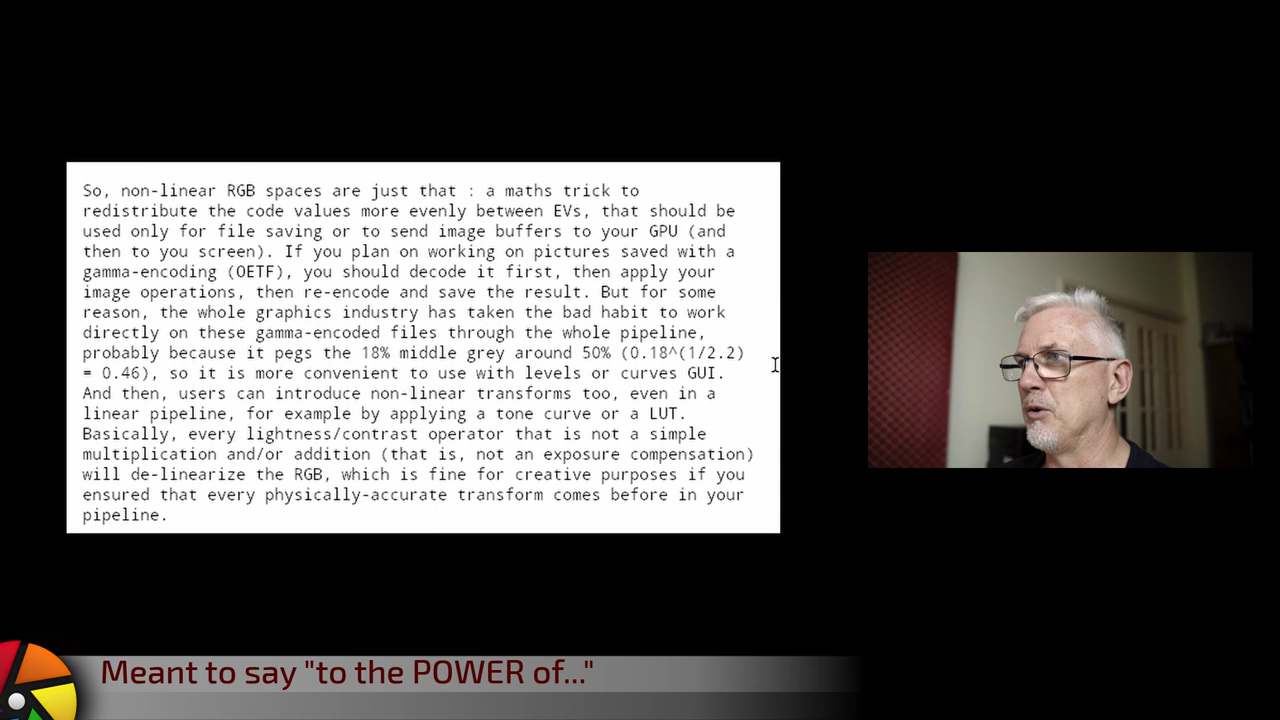 So, non-linear RGB spaces are just that : a maths trick to
redistribute the code values more evenly between EVs, that should be
used only for file saving or to send image buffers to your GPU (and
then to you screen). If you plan on working on pictures saved with a
gamma-encoding (OETF), you should decode it first, then apply your
image operations, then re-encode and save the result. But for some
reason, the whole graphics industry has taken the bad habit to work
directly on these gamma-encoded files through the whole pipeline,
probably because it pegs the 18% middle grey around 50% (0.18^(1/2.2)
= 0.46), so it is more convenient to use with levels or curves GUI.
And then, users can introduce non-linear transforms too, even in a
linear pipeline, for example by applying a tone curve or a LUT.
Basically, every lightness/contrast operator that is not a simple
multiplication and/or addition (that is, not an exposure compensation)
will de-linearize the RGB, which is fine for creative purposes if you
ensured that every physically-accurate transform comes before in your
pipeline.
Meant to say "to the POWER of..."